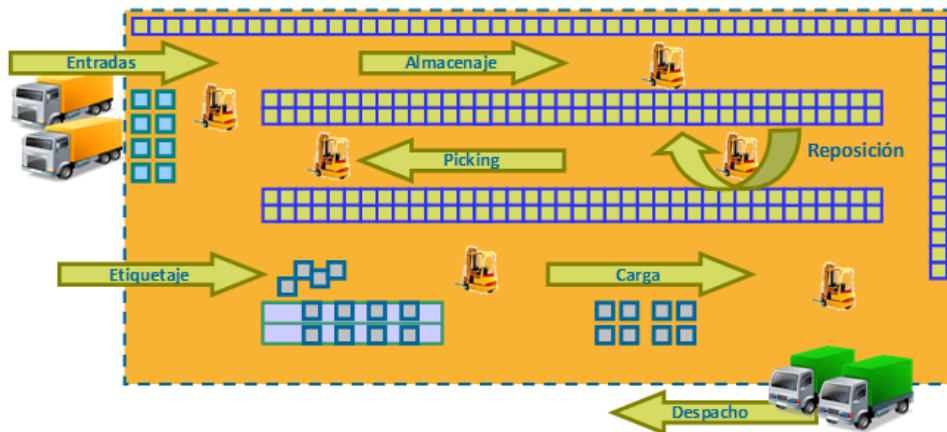 Entradas
Almacenaje
Picking
Reposición
Etiquetaje
Carga
Despacho